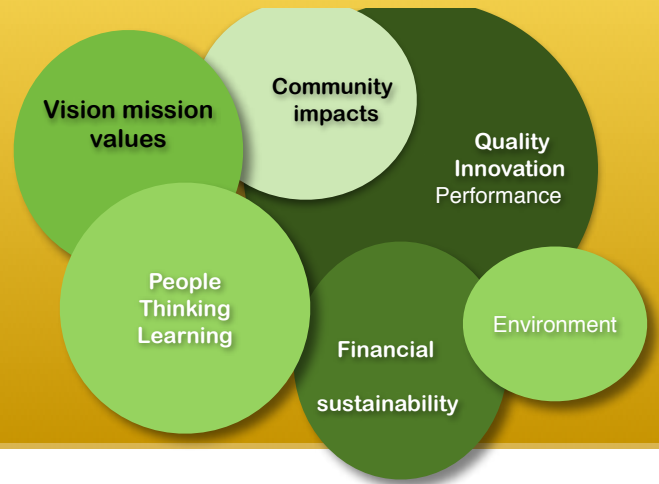 Vision mission
values
Community
impacts
Quality
Innovation
Performance
People
Thinking
Learning
Financial
sustainability
Environment